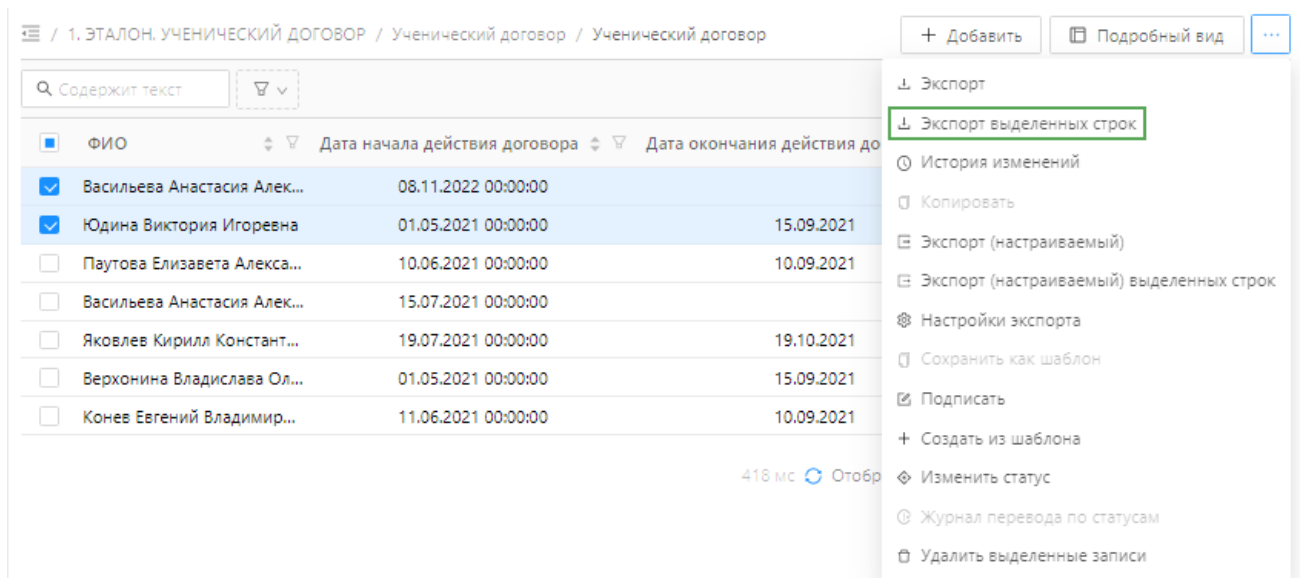 / 1. ЭТАЛОН. УЧЕНИЧЕСКИЙ ДОГОВОР / Ученический договор / Ученический договор
+ Добавить
Подробный вид
...
Содержит текст
ФИО
Дата начала действия договора
Дата окончания действия до
Васильева Анастасия Алек... 08.11.2022 00:00:00
Юдина Виктория Игоревна 01.05.2021 00:00:00 15.09.2021
Паутова Елизавета Алекса... 10.06.2021 00:00:00 10.09.2021
Васильева Анастасия Алек... 15.07.2021 00:00:00
Яковлев Кирилл Констант... 19.07.2021 00:00:00 19.10.2021
Верхонина Владислава Ол... 01.05.2021 00:00:00 15.09.2021
Конев Евгений Владимир... 11.06.2021 00:00:00 10.09.2021
418 мс Отобр
Экспорт
Экспорт выделенных строк
История изменений
Копировать
Экспорт (настраиваемый)
Экспорт (настраиваемый) выделенных строк
Настройки экспорта
Сохранить как шаблон
Подписать
+ Создать из шаблона
Изменить статус
Журнал перевода по статусам
Удалить выделенные записи